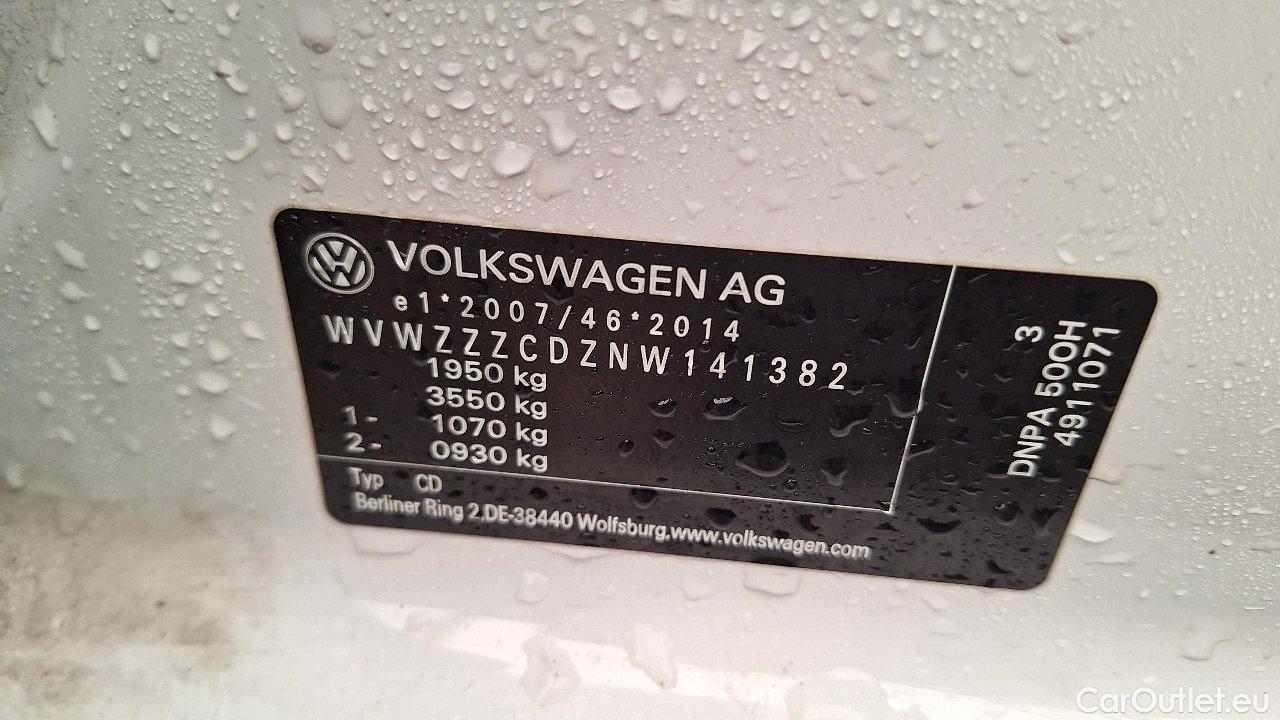 VOLKSWAGEN AG
e1*2007/46*2014
WVWZZZCDZNW141382
1950 kg
3550 kg
1- 1070 kg
2- 0930 kg
Typ CD
Berliner Ring 2,DE-38440 Wolfsburg,www.volkswagen.com
3
DNPA 500H
4911071
CarOutlet.eu